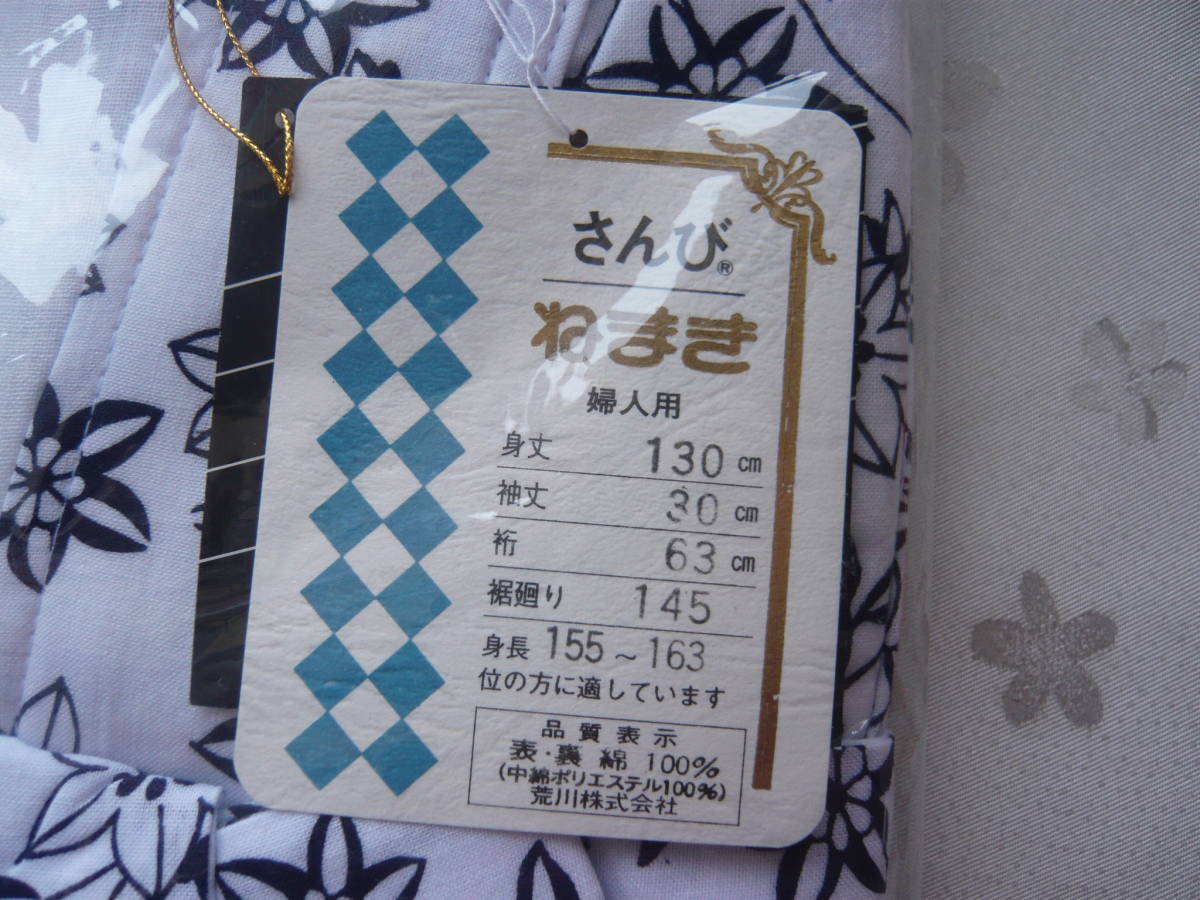 さんび®
ねまき
婦人用
身丈 130 cm
袖丈 30 cm
裄 63 cm
裾廻り 145
身長 155～163
位の方に適しています
品質表示
表・裏 綿 100%
(中綿ポリエステル100%)
荒川株式会社